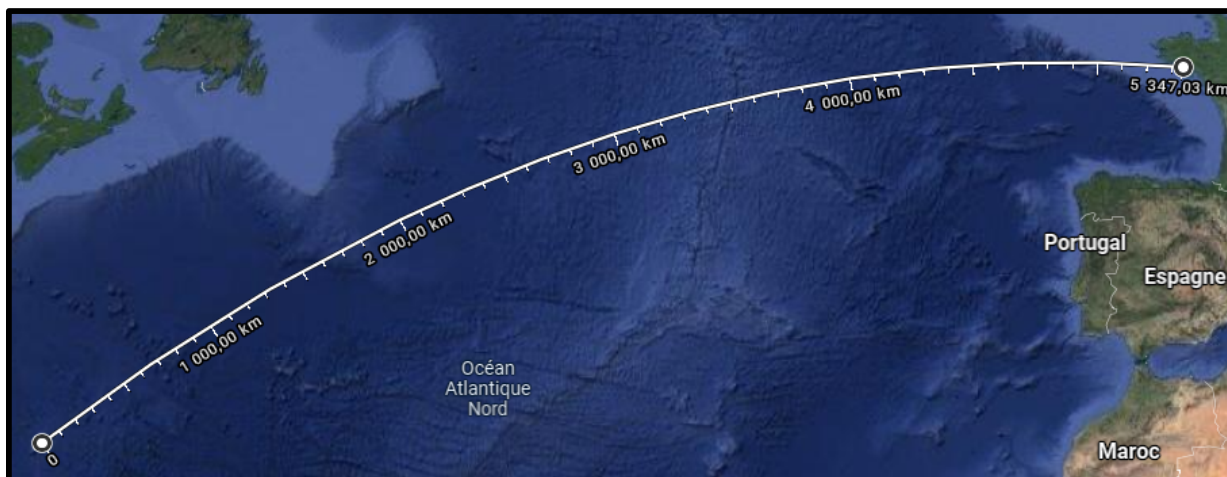 5 347,03 km
4 000,00 km
3 000,00 km
2 000,00 km
1 000,00 km
0
Portugal
Espagne
Océan
Atlantique
Nord
Maroc